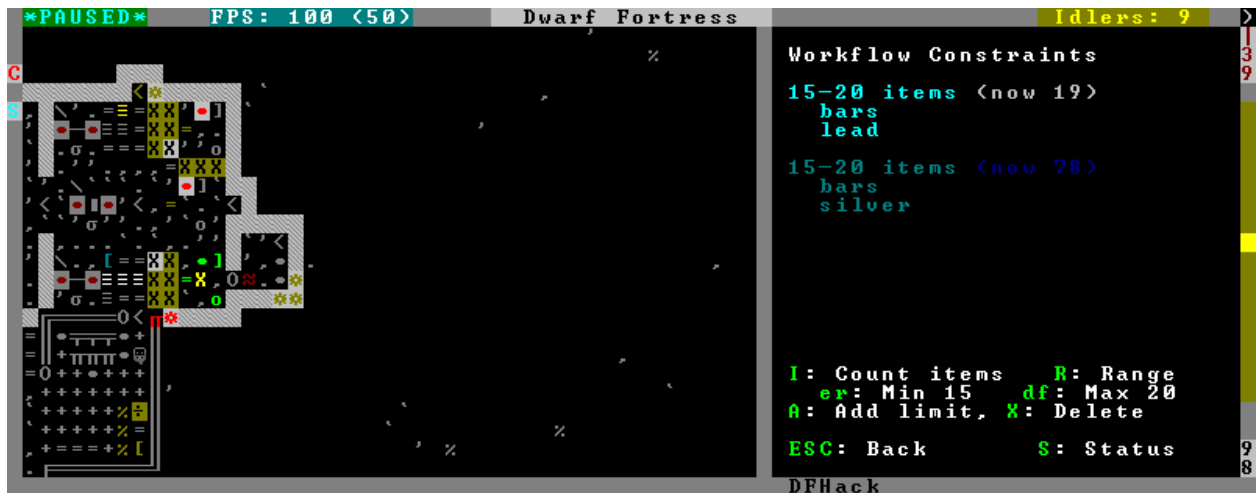 *PAUSED* FPS: 100 (50) Dwarf Fortress Idlers: 9
Workflow Constraints
15-20 items (now 19)
bars
lead
15-20 items (now 78)
bars
silver
I: Count items R: Range
er: Min 15 df: Max 20
A: Add limit, X: Delete
ESC: Back S: Status
DFHack